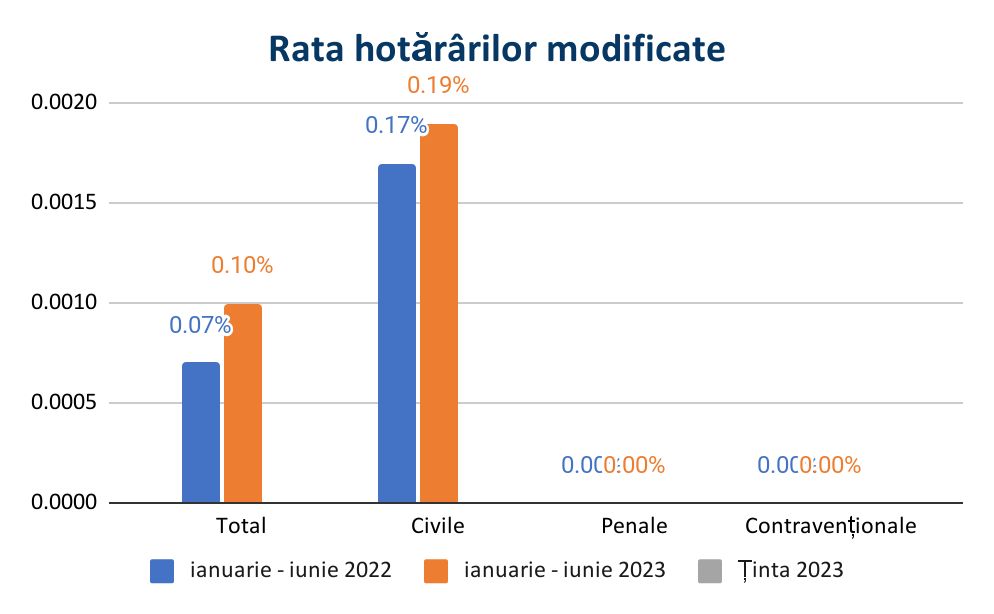 Rata hotărârilor modificate
0.0020
0.0015
0.0010
0.0005
0.0000
0.07%
0.10%
0.17%
0.19%
0.00%
0.00%
Total
Civile
Penale
Contravenționale
ianuarie - iunie 2022
ianuarie - iunie 2023
Ținta 2023